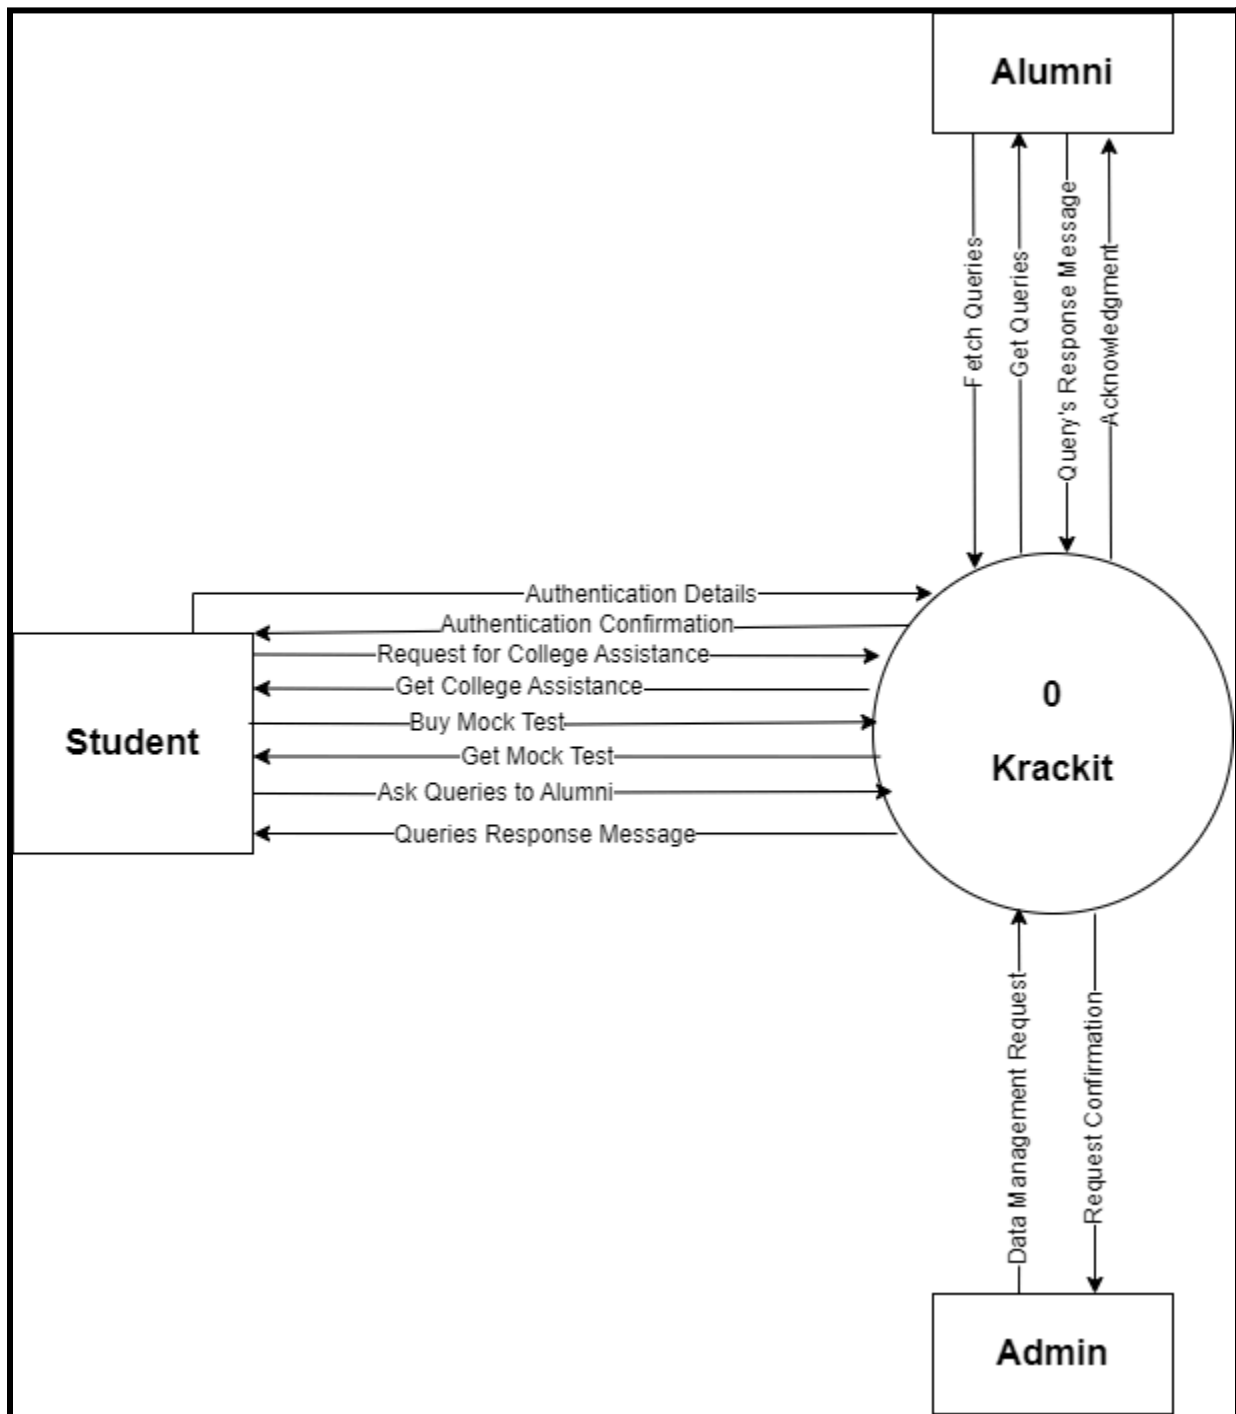 Alumni
Fetch Queries
Get Queries
Query's Response Message
Acknowledgment
Authentication Details
Authentication Confirmation
Request for College Assistance
Get College Assistance
Buy Mock Test
Get Mock Test
Ask Queries to Alumni
Queries Response Message
Student
0
Krackit
Data Management Request
Request Confirmation
Admin